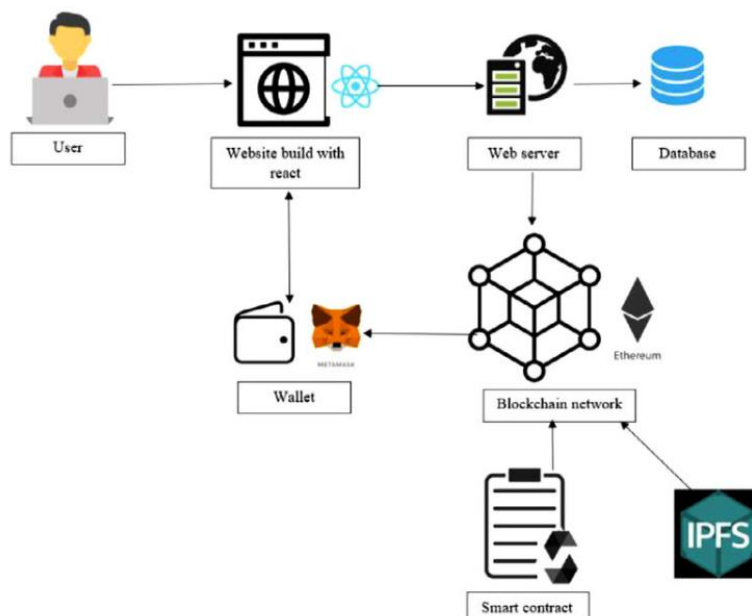 User
Website build with
react
Web server
Database
METAMASK
Wallet
Ethereum
Blockchain network
IPFS
Smart contract